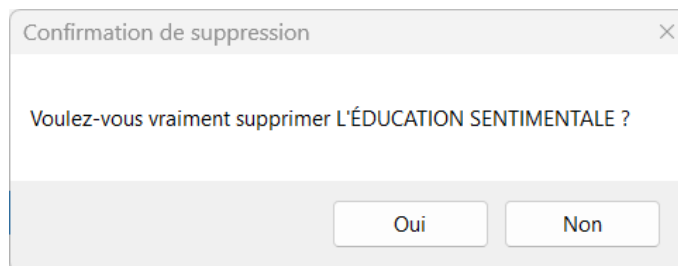 Confirmation de suppression
Voulez-vous vraiment supprimer L'ÉDUCATION SENTIMENTALE ?
Oui
Non